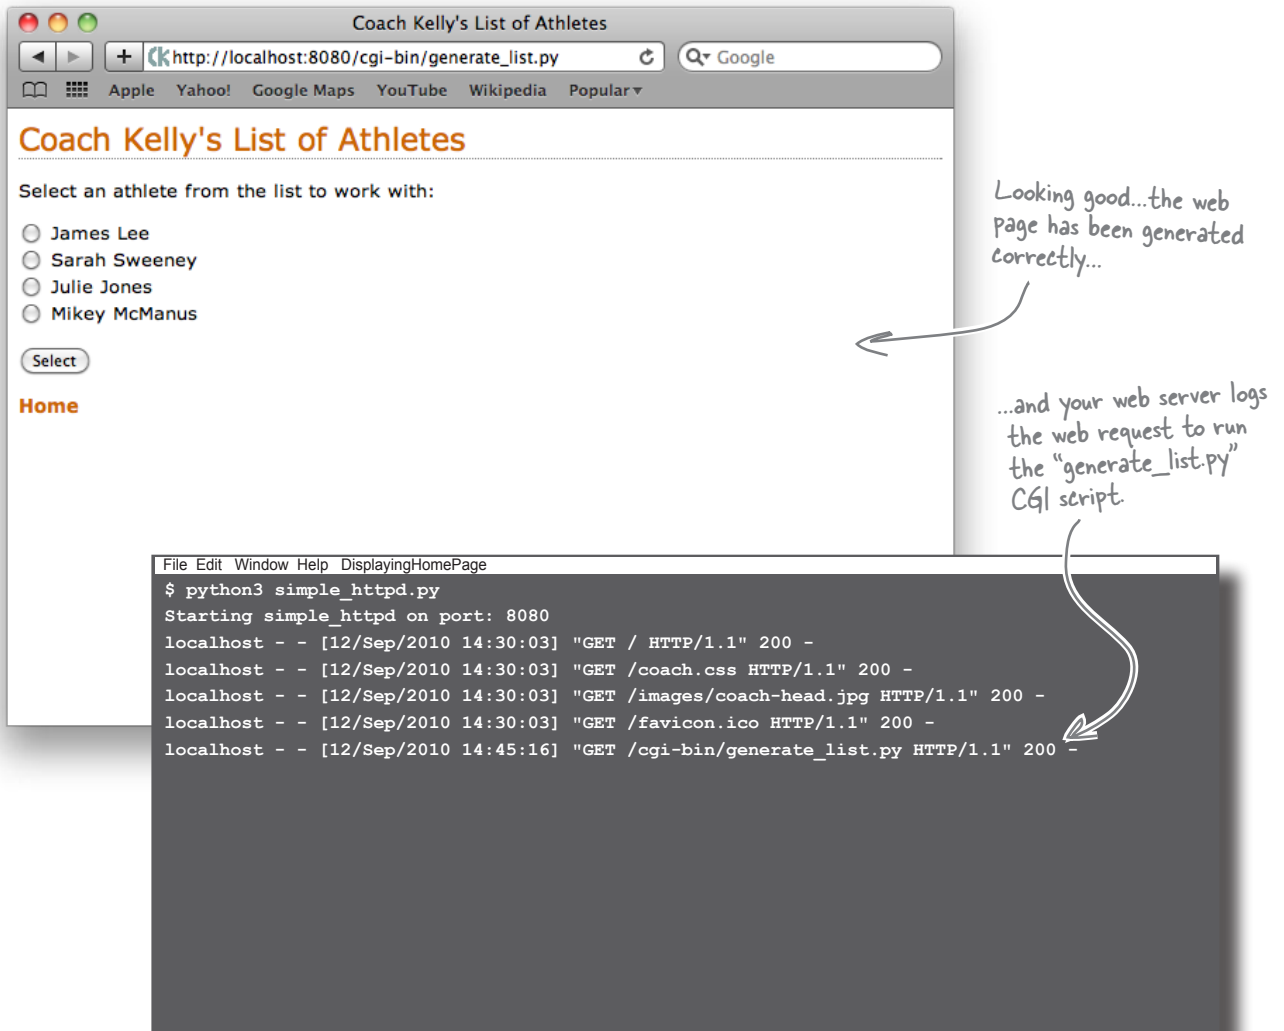 Coach Kelly's List of Athletes
http://localhost:8080/cgi-bin/generate_list.py
Google
Apple Yahoo! Google Maps YouTube Wikipedia Popular
Coach Kelly's List of Athletes
Select an athlete from the list to work with:
James Lee
Sarah Sweeney
Julie Jones
Mikey McManus
Select
Home
Looking good...the web
page has been generated
correctly...
...and your web server logs
the web request to run
the “generate_list.py”
CGI script.
File Edit Window Help DisplayingHomePage
$ python3 simple_httpd.py
Starting simple_httpd on port: 8080
localhost - - [12/Sep/2010 14:30:03] "GET / HTTP/1.1" 200 -
localhost - - [12/Sep/2010 14:30:03] "GET /coach.css HTTP/1.1" 200 -
localhost - - [12/Sep/2010 14:30:03] "GET /images/coach-head.jpg HTTP/1.1" 200 -
localhost - - [12/Sep/2010 14:30:03] "GET /favicon.ico HTTP/1.1" 200 -
localhost - - [12/Sep/2010 14:45:16] "GET /cgi-bin/generate_list.py HTTP/1.1" 200 -